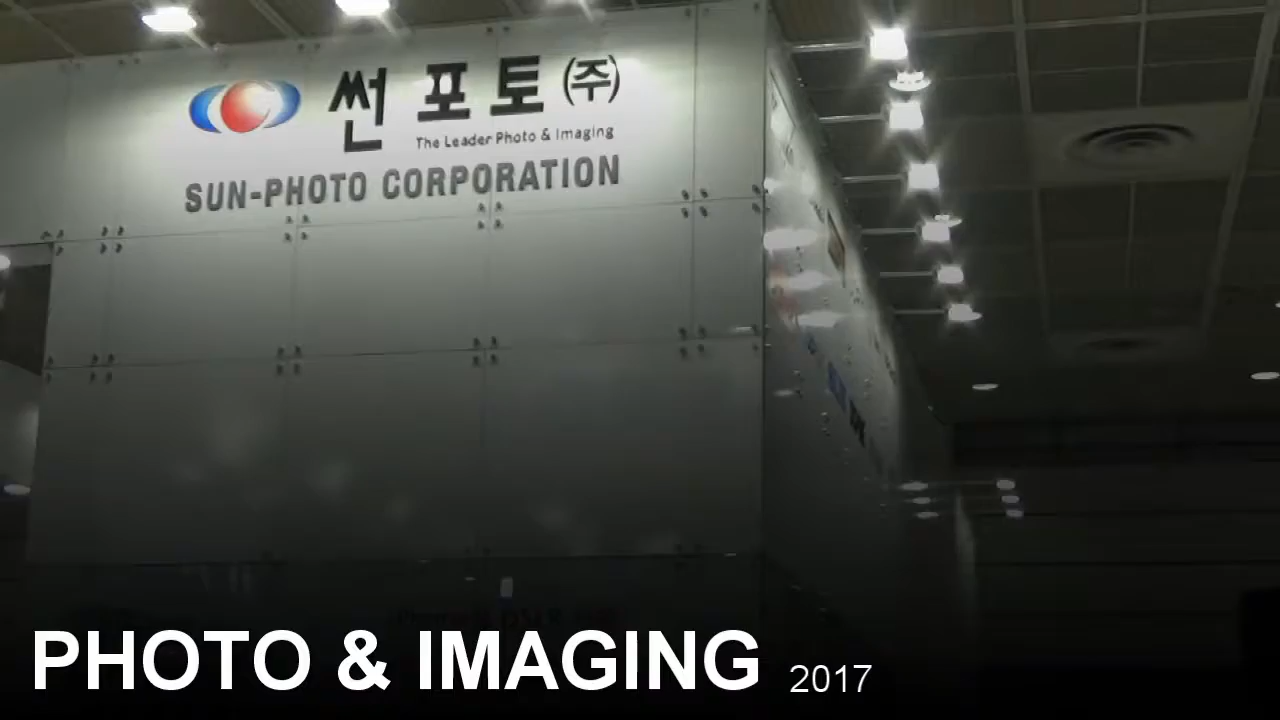 썬 포토 ㈜
The Leader Photo & Imaging
SUN-PHOTO CORPORATION
PHOTO & IMAGING 2017